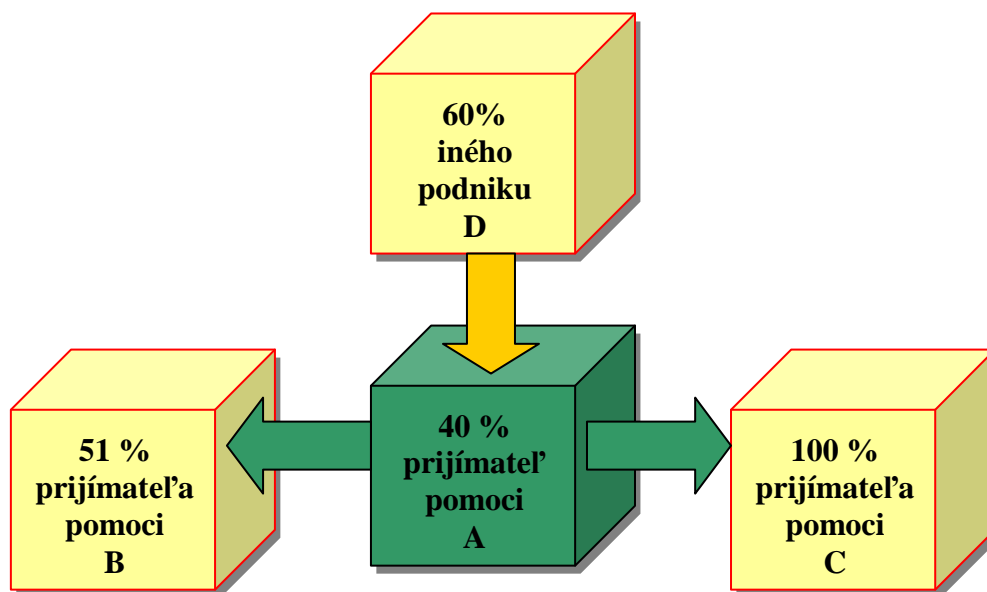 60%
iného
podniku
D
51 %
prijímateľa
pomoci
B
40 %
prijímateľ
pomoci
A
100 %
prijímateľa
pomoci
C